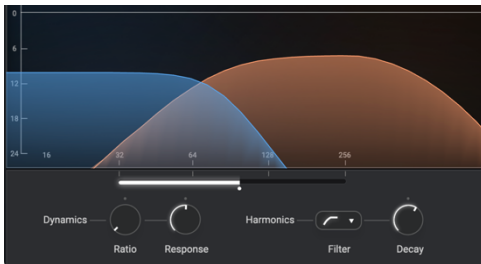 0
6
12
18
24
16 32 64 128 256
Dynamics Harmonics
Ratio Response Filter Decay